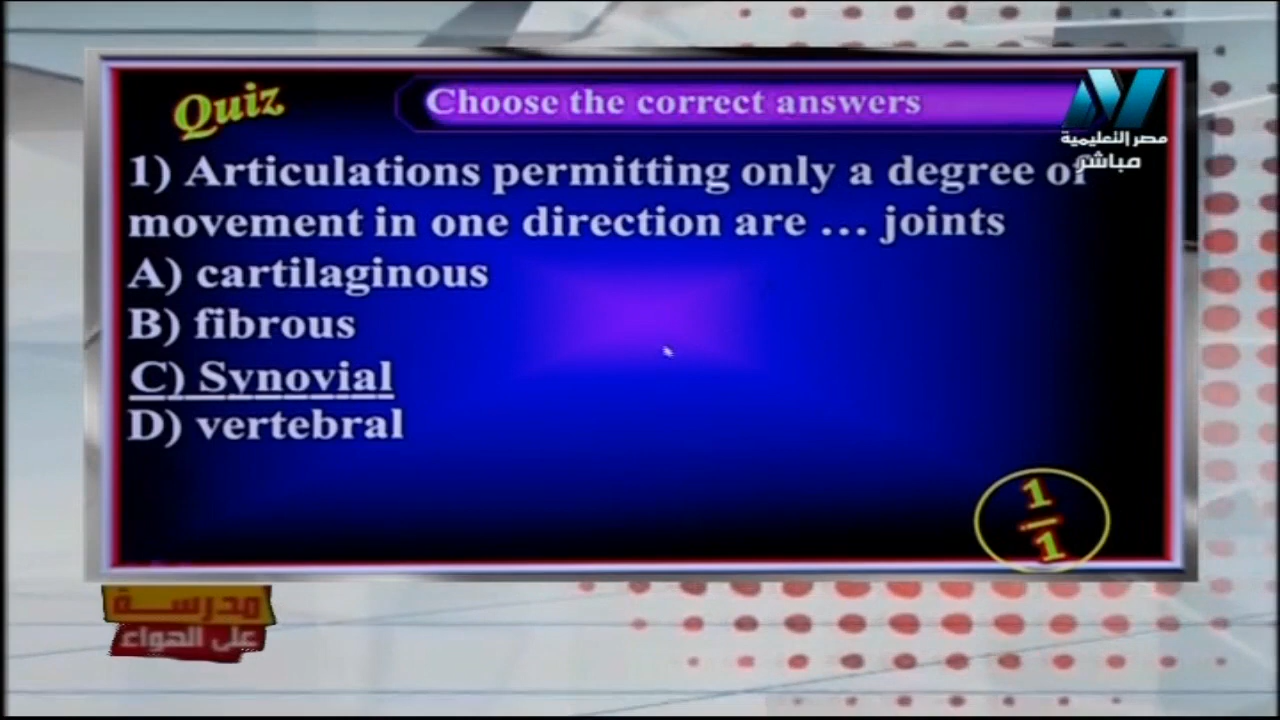 Quiz
Choose the correct answers
مصر التعليمية
مباشر
1) Articulations permitting only a degree of
movement in one direction are ... joints
A) cartilaginous
B) fibrous
C) Synovial
D) vertebral
1
1
مدرسة
على الهواء